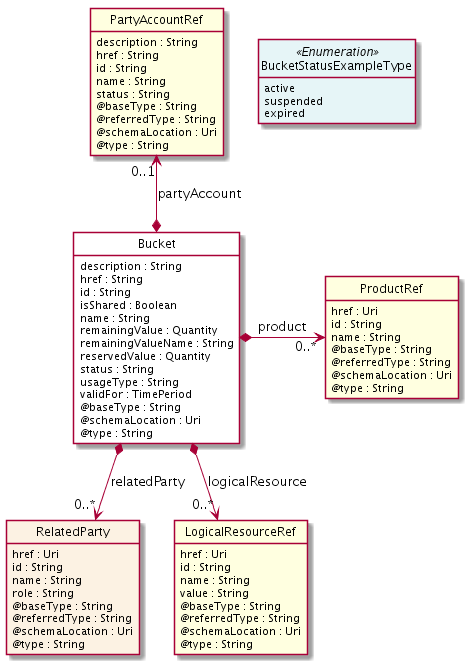 PartyAccountRef
description : String
href : String
id : String
name : String
status : String
@baseType : String
@referredType : String
@schemaLocation : Uri
@type : String
«Enumeration»
BucketStatusExampleType
active
suspended
expired
0..1
partyAccount
Bucket
description : String
href : String
id : String
isShared : Boolean
name : String
remainingValue : Quantity
remainingValueName : String
reservedValue : Quantity
status : String
usageType : String
validFor : TimePeriod
@baseType : String
@schemaLocation : Uri
@type : String
product
0..*
ProductRef
href : Uri
id : String
name : String
@baseType : String
@referredType : String
@schemaLocation : Uri
@type : String
relatedParty
0..*
logicalResource
0..*
RelatedParty
href : Uri
id : String
name : String
role : String
@baseType : String
@referredType : String
@schemaLocation : Uri
@type : String
LogicalResourceRef
href : Uri
id : String
name : String
value : String
@baseType : String
@referredType : String
@schemaLocation : Uri
@type : String